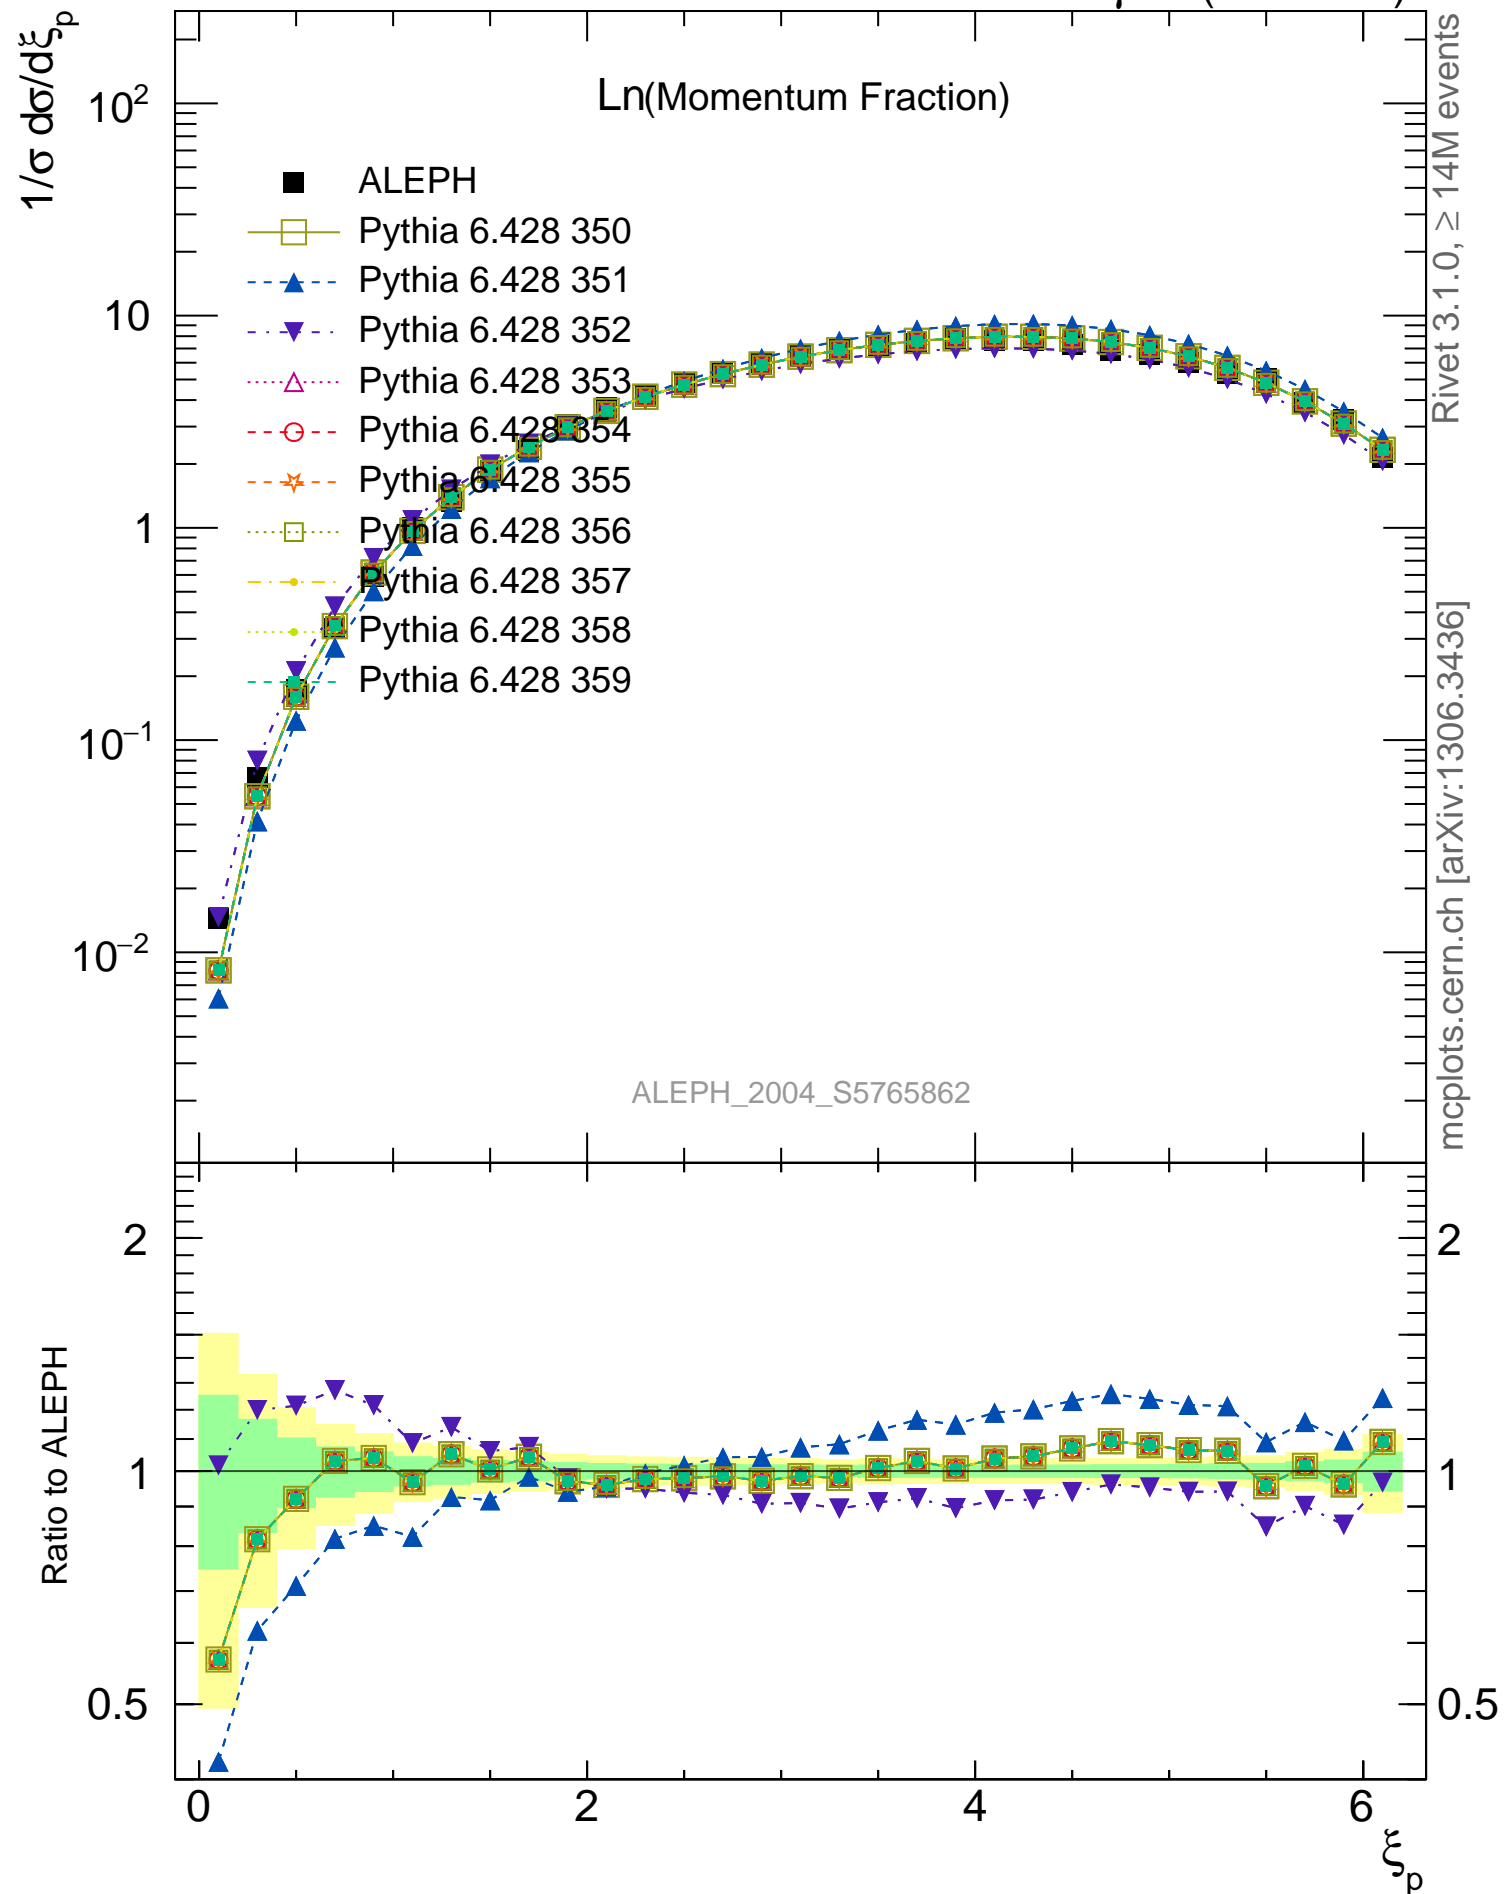 1/σ dσ/dξp
Ln(Momentum Fraction)
10²
10
1
10⁻¹
10⁻²
ALEPH
Pythia 6.428 350
Pythia 6.428 351
Pythia 6.428 352
Pythia 6.428 353
Pythia 6.428 354
Pythia 6.428 355
Pythia 6.428 356
Pythia 6.428 357
Pythia 6.428 358
Pythia 6.428 359
ALEPH_2004_S5765862
Rivet 3.1.0, ≥ 14M events
mcplots.cern.ch [arXiv:1306.3436]
Ratio to ALEPH
2
1
0.5
2
1
0.5
0 2 4 6
ξp